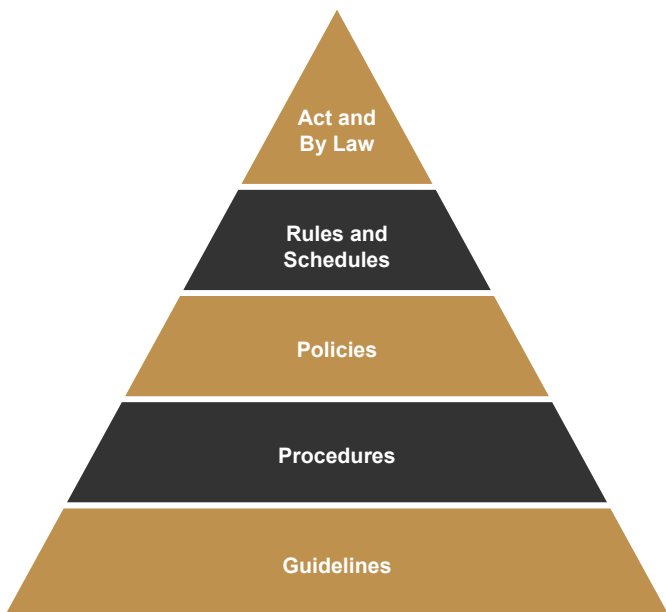 Act and
By Law
Rules and
Schedules
Policies
Procedures
Guidelines